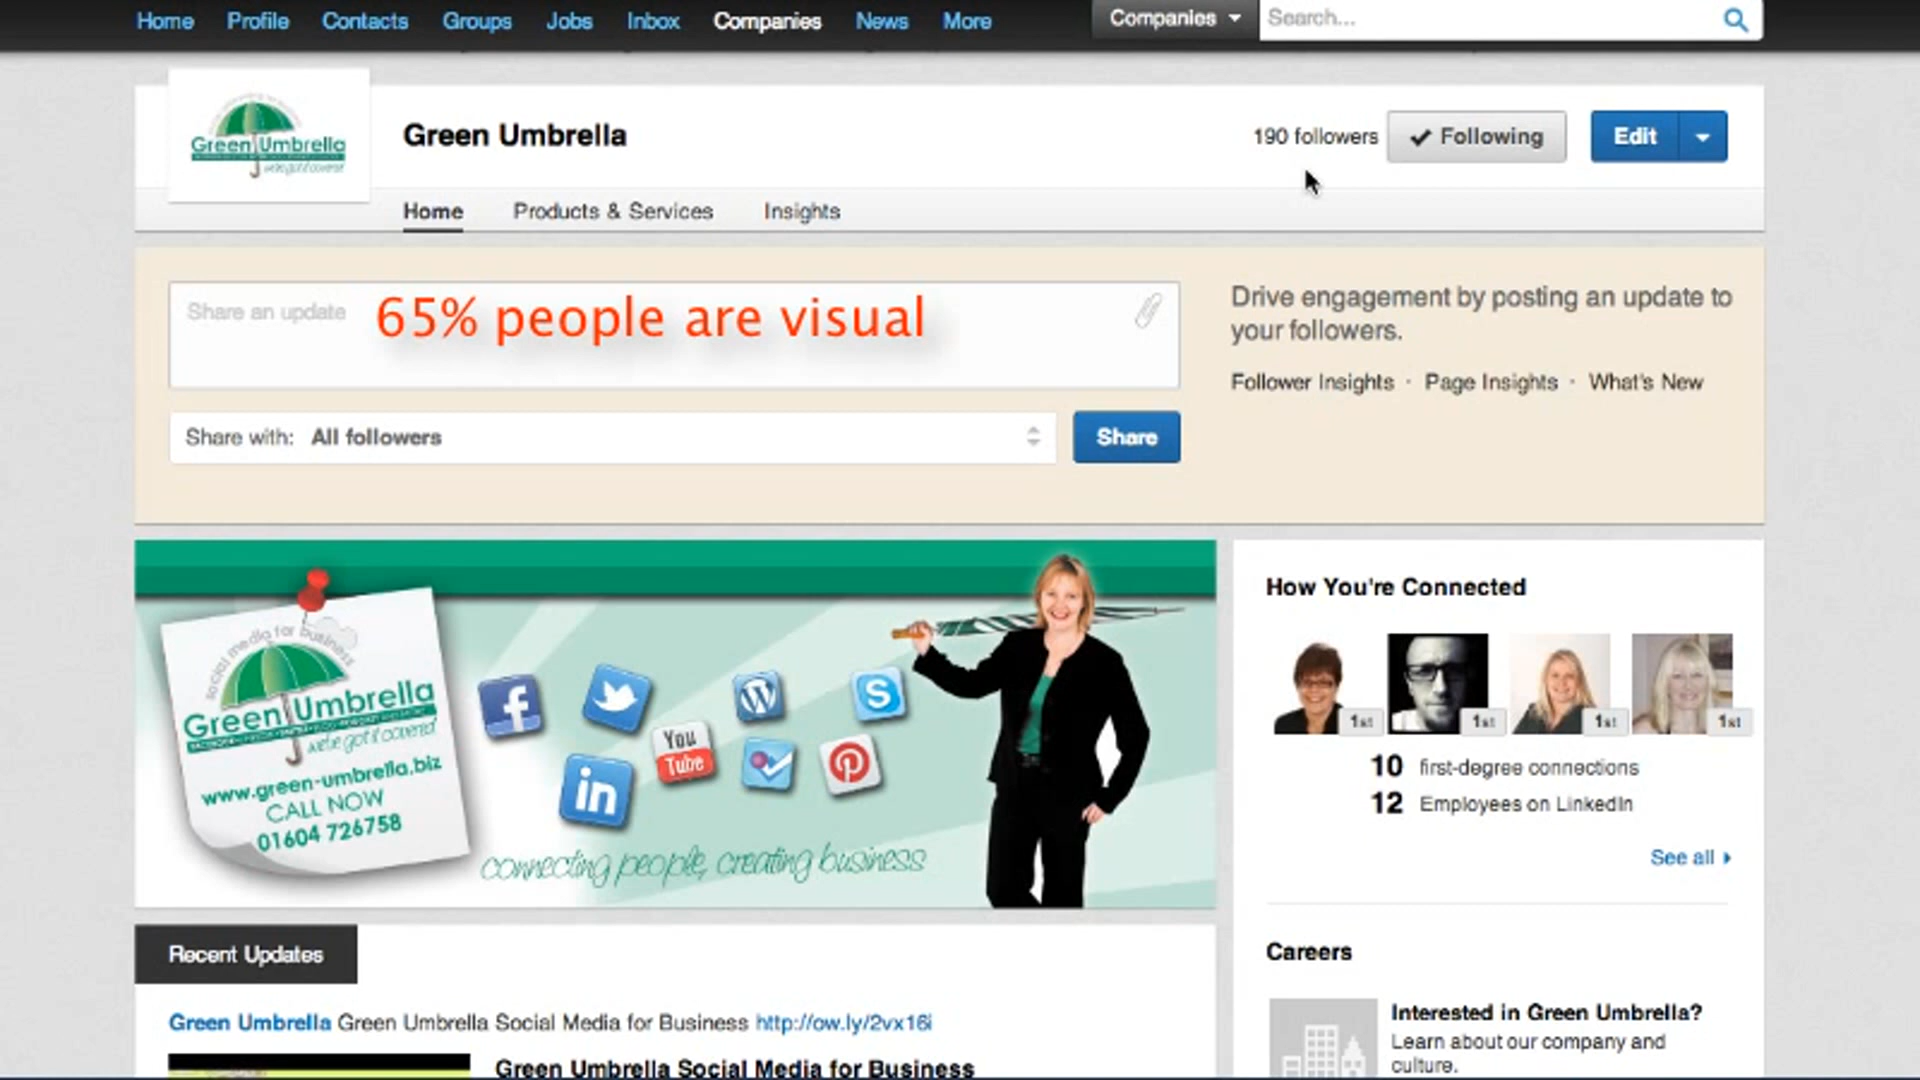 Home Profile Contacts Groups Jobs Inbox Companies News More Companies Search...
Green Umbrella
we've got it covered
Green Umbrella
190 followers Following Edit
Home Products & Services Insights
Share an update
65% people are visual
Drive engagement by posting an update to
your followers.
Follower Insights · Page Insights · What's New
Share with: All followers
Share
social media for business
Green Umbrella
we've got it covered
www.green-umbrella.biz
CALL NOW
01604 726758
f
W
S
You
Tube
in
connecting people, creating business
How You're Connected
1st 1st 1st 1st
10 first-degree connections
12 Employees on LinkedIn
See all
Recent Updates
Green Umbrella Green Umbrella Social Media for Business http://ow.ly/2vx16i
Green Umbrella Social Media for Business
Careers
Interested in Green Umbrella?
Learn about our company and
culture.